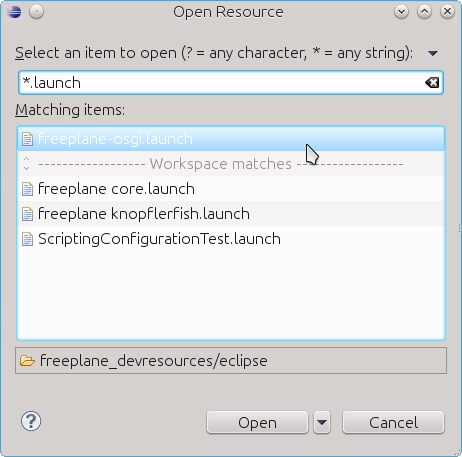 Open Resource
Select an item to open (? = any character, * = any string):
*.launch
Matching items:
freeplane-osgi.launch
------------------ Workspace matches ------------------
freeplane core.launch
freeplane knopflerfish.launch
ScriptingConfigurationTest.launch
freeplane_devresources/eclipse
? Open Cancel